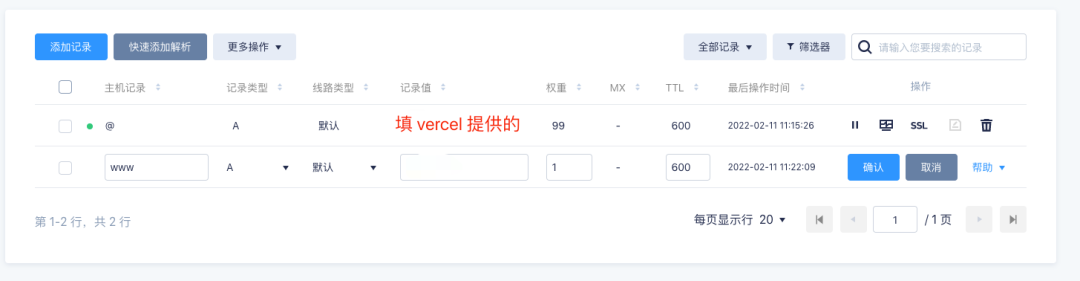 添加记录 快速添加解析 更多操作 全部记录 筛选器 请输入您要搜索的记录
主机记录 记录类型 线路类型 记录值 权重 MX TTL 最后操作时间 操作
@ A 默认 填 vercel 提供的 99 - 600 2022-02-11 11:15:26 SSL
www A 默认 1 - 600 2022-02-11 11:22:09 确认 取消 帮助
第 1-2 行，共 2 行 每页显示行 20 1 / 1 页